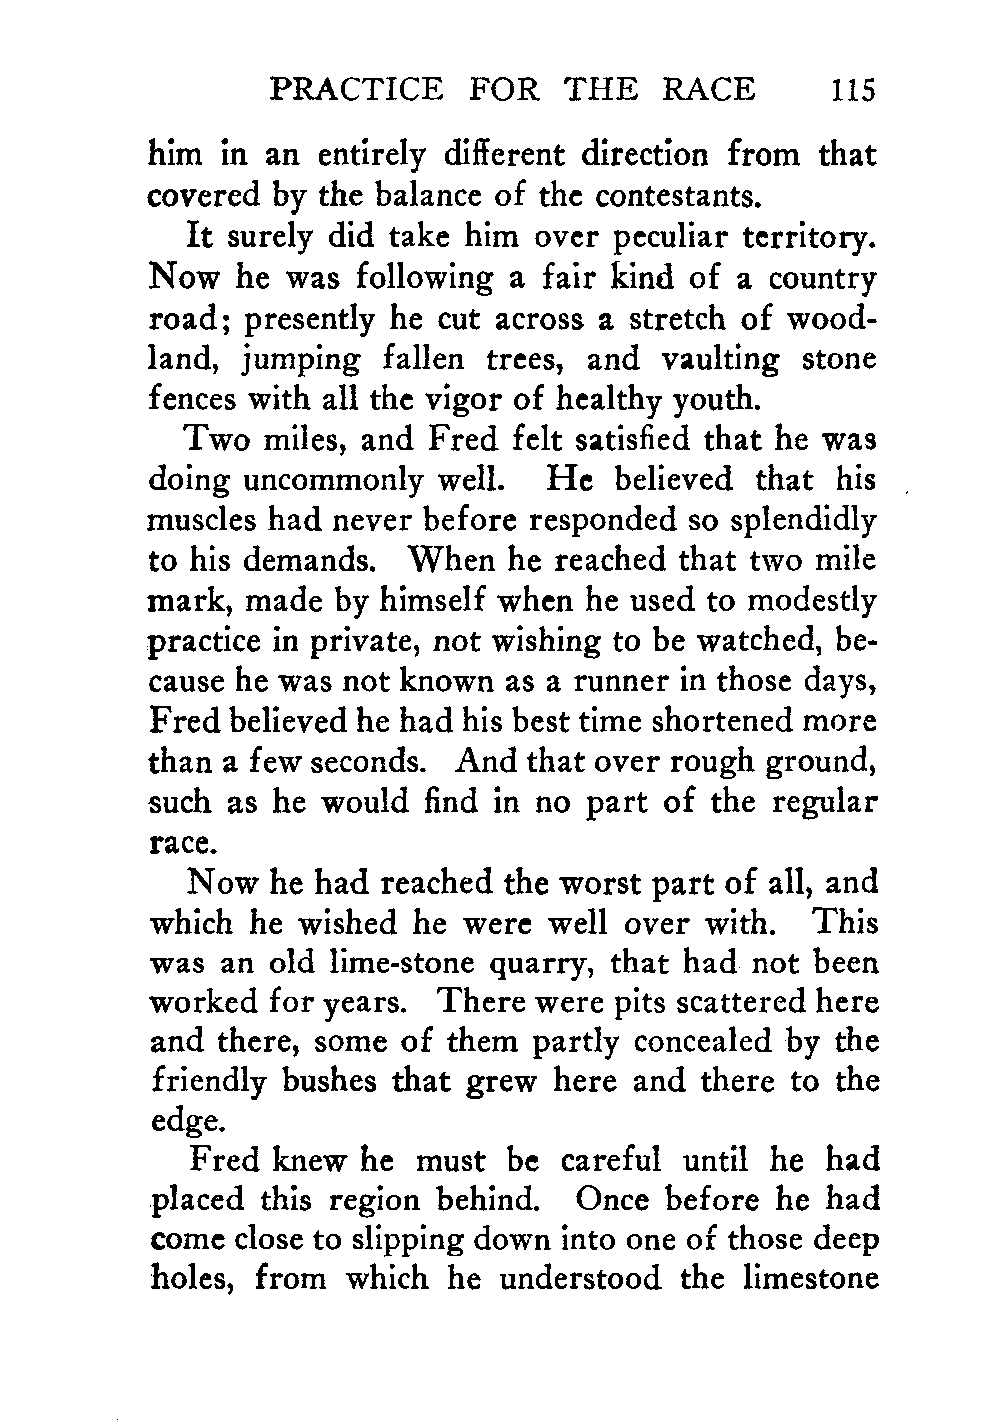 PRACTICE FOR THE RACE 115
him in an entirely different direction from that
covered by the balance of the contestants.
It surely did take him over peculiar territory.
Now he was following a fair kind of a country
road; presently he cut across a stretch of wood-
land, jumping fallen trees, and vaulting stone
fences with all the vigor of healthy youth.
Two miles, and Fred felt satisfied that he was
doing uncommonly well. He believed that his
muscles had never before responded so splendidly
to his demands. When he reached that two mile
mark, made by himself when he used to modestly
practice in private, not wishing to be watched, be-
cause he was not known as a runner in those days,
Fred believed he had his best time shortened more
than a few seconds. And that over rough ground,
such as he would find in no part of the regular
race.
Now he had reached the worst part of all, and
which he wished he were well over with. This
was an old lime-stone quarry, that had not been
worked for years. There were pits scattered here
and there, some of them partly concealed by the
friendly bushes that grew here and there to the
edge.
Fred knew he must be careful until he had
placed this region behind. Once before he had
come close to slipping down into one of those deep
holes, from which he understood the limestone